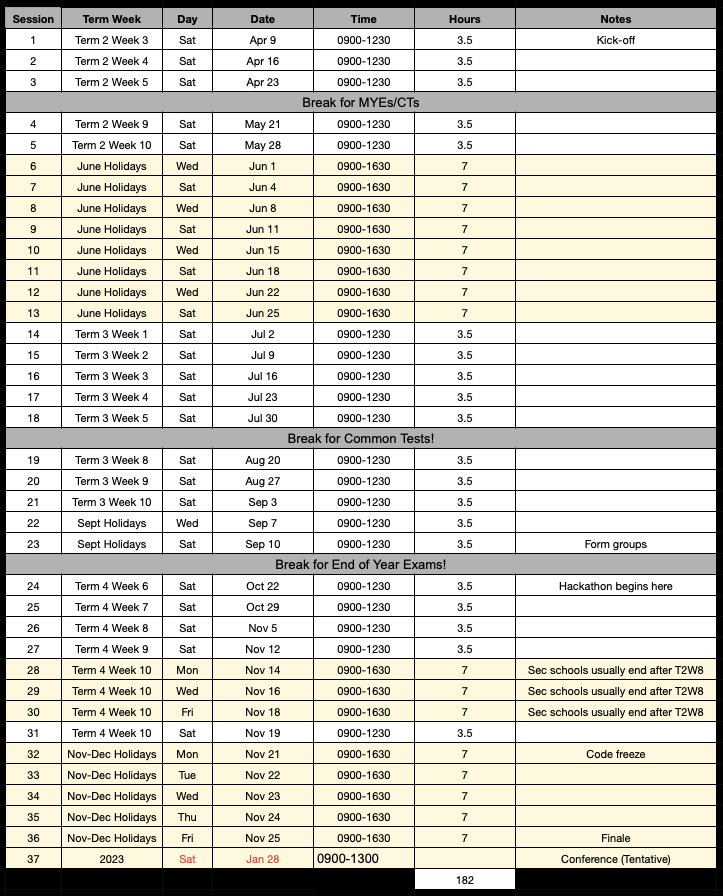 Session Term Week Day Date Time Hours Notes
1 Term 2 Week 3 Sat Apr 9 0900-1230 3.5 Kick-off
2 Term 2 Week 4 Sat Apr 16 0900-1230 3.5
3 Term 2 Week 5 Sat Apr 23 0900-1230 3.5
Break for MYEs/CTs
4 Term 2 Week 9 Sat May 21 0900-1230 3.5
5 Term 2 Week 10 Sat May 28 0900-1230 3.5
6 June Holidays Wed Jun 1 0900-1630 7
7 June Holidays Sat Jun 4 0900-1630 7
8 June Holidays Wed Jun 8 0900-1630 7
9 June Holidays Sat Jun 11 0900-1630 7
10 June Holidays Wed Jun 15 0900-1630 7
11 June Holidays Sat Jun 18 0900-1630 7
12 June Holidays Wed Jun 22 0900-1630 7
13 June Holidays Sat Jun 25 0900-1630 7
14 Term 3 Week 1 Sat Jul 2 0900-1230 3.5
15 Term 3 Week 2 Sat Jul 9 0900-1230 3.5
16 Term 3 Week 3 Sat Jul 16 0900-1230 3.5
17 Term 3 Week 4 Sat Jul 23 0900-1230 3.5
18 Term 3 Week 5 Sat Jul 30 0900-1230 3.5
Break for Common Tests!
19 Term 3 Week 8 Sat Aug 20 0900-1230 3.5
20 Term 3 Week 9 Sat Aug 27 0900-1230 3.5
21 Term 3 Week 10 Sat Sep 3 0900-1230 3.5
22 Sept Holidays Wed Sep 7 0900-1230 3.5
23 Sept Holidays Sat Sep 10 0900-1230 3.5 Form groups
Break for End of Year Exams!
24 Term 4 Week 6 Sat Oct 22 0900-1230 3.5 Hackathon begins here
25 Term 4 Week 7 Sat Oct 29 0900-1230 3.5
26 Term 4 Week 8 Sat Nov 5 0900-1230 3.5
27 Term 4 Week 9 Sat Nov 12 0900-1230 3.5
28 Term 4 Week 10 Mon Nov 14 0900-1630 7 Sec schools usually end after T2W8
29 Term 4 Week 10 Wed Nov 16 0900-1630 7 Sec schools usually end after T2W8
30 Term 4 Week 10 Fri Nov 18 0900-1630 7 Sec schools usually end after T2W8
31 Term 4 Week 10 Sat Nov 19 0900-1230 3.5
32 Nov-Dec Holidays Mon Nov 21 0900-1630 7 Code freeze
33 Nov-Dec Holidays Tue Nov 22 0900-1630 7
34 Nov-Dec Holidays Wed Nov 23 0900-1630 7
35 Nov-Dec Holidays Thu Nov 24 0900-1630 7
36 Nov-Dec Holidays Fri Nov 25 0900-1630 7 Finale
37 2023 Sat Jan 28 0900-1300 Conference (Tentative)
182